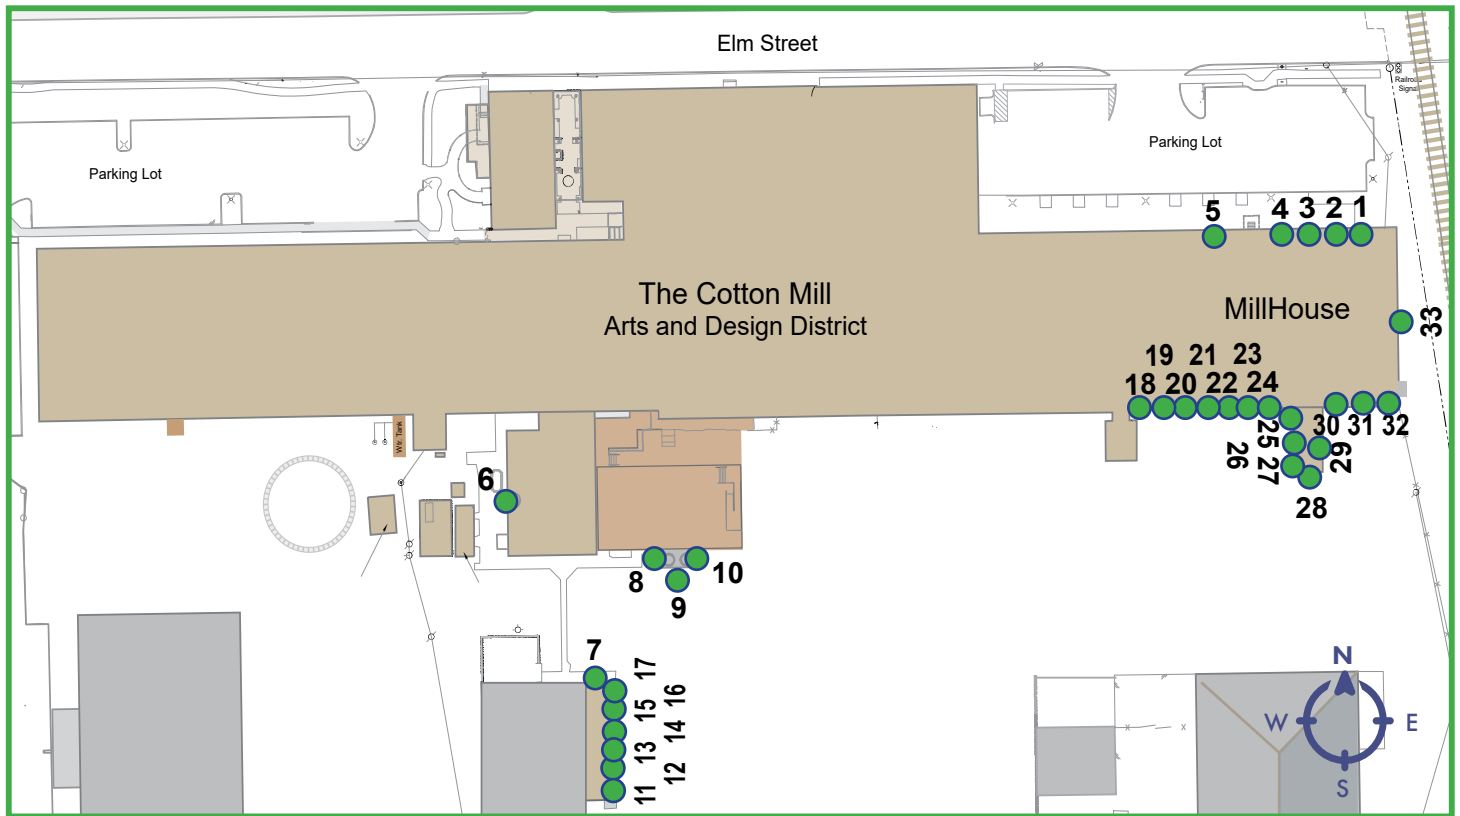 Elm Street
Railroad
Signal
Parking Lot
Parking Lot
5 4 3 2 1
The Cotton Mill
Arts and Design District
MillHouse
33
19 21 23
18 20 22 24
Wtr. Tank
25
26 27
30 31 32
29
28
6
8
10
9
7
17
16
15
14
13
12
11
N
W E
S